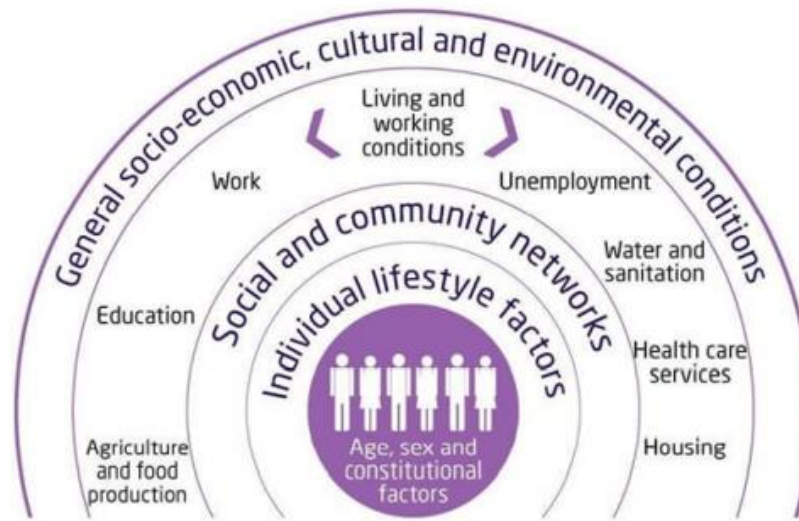 General socio-economic, cultural and environmental conditions
Living and
working
conditions
Work
Unemployment
Social and community networks
Water and
sanitation
Individual lifestyle factors
Education
Health care
services
Age, sex and
constitutional
factors
Agriculture
and food
production
Housing